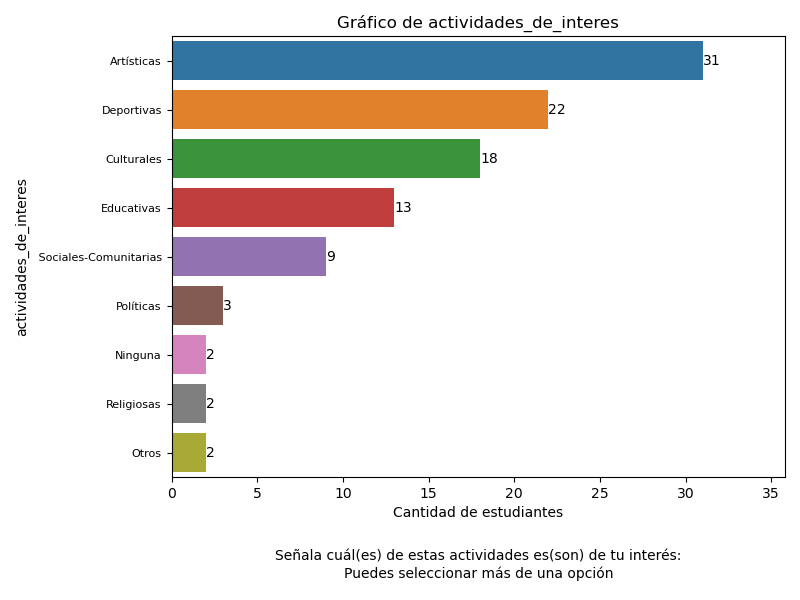 Gráfico de actividades_de_interes
actividades_de_interes
Artísticas 31
Deportivas 22
Culturales 18
Educativas 13
Sociales-Comunitarias 9
Políticas 3
Ninguna 2
Religiosas 2
Otros 2
0 5 10 15 20 25 30 35
Cantidad de estudiantes
Señala cuál(es) de estas actividades es(son) de tu interés:
Puedes seleccionar más de una opción